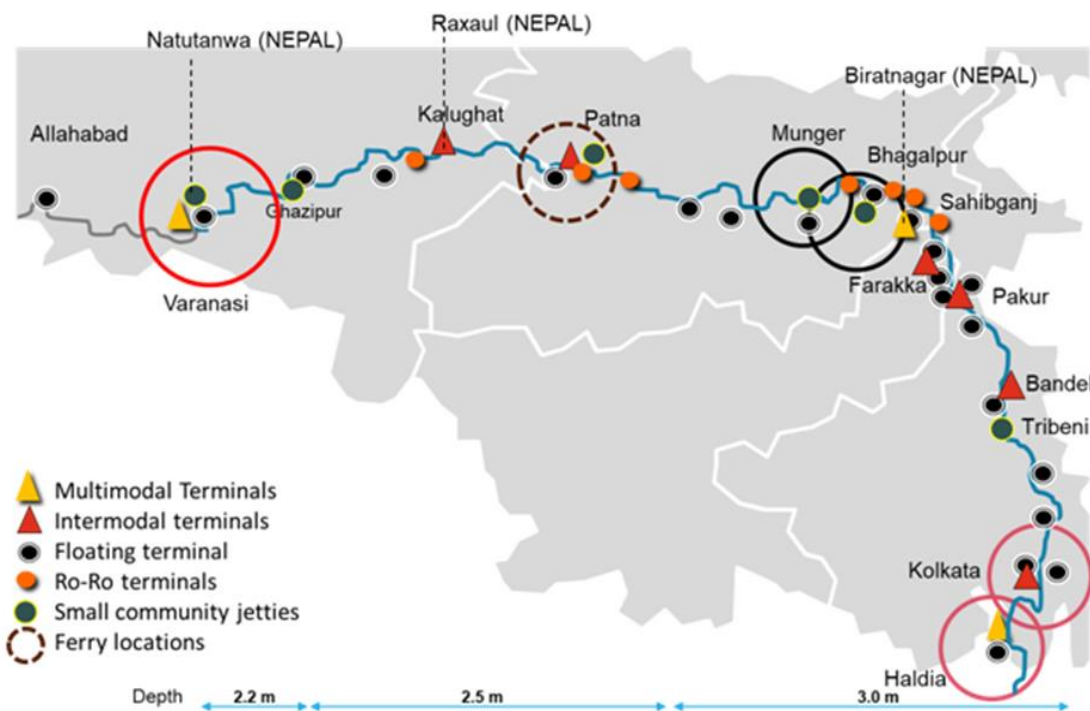 Natutanwa (NEPAL)
Raxaul (NEPAL)
Biratnagar (NEPAL)
Allahabad
Kalughat
Patna
Munger
Bhagalpur
Ghazipur
Sahibganj
Varanasi
Farakka
Pakur
Bandel
Tribeni
Multimodal Terminals
Intermodal terminals
Floating terminal
Ro-Ro terminals
Small community jetties
Ferry locations
Kolkata
Haldia
Depth
2.2 m
2.5 m
3.0 m